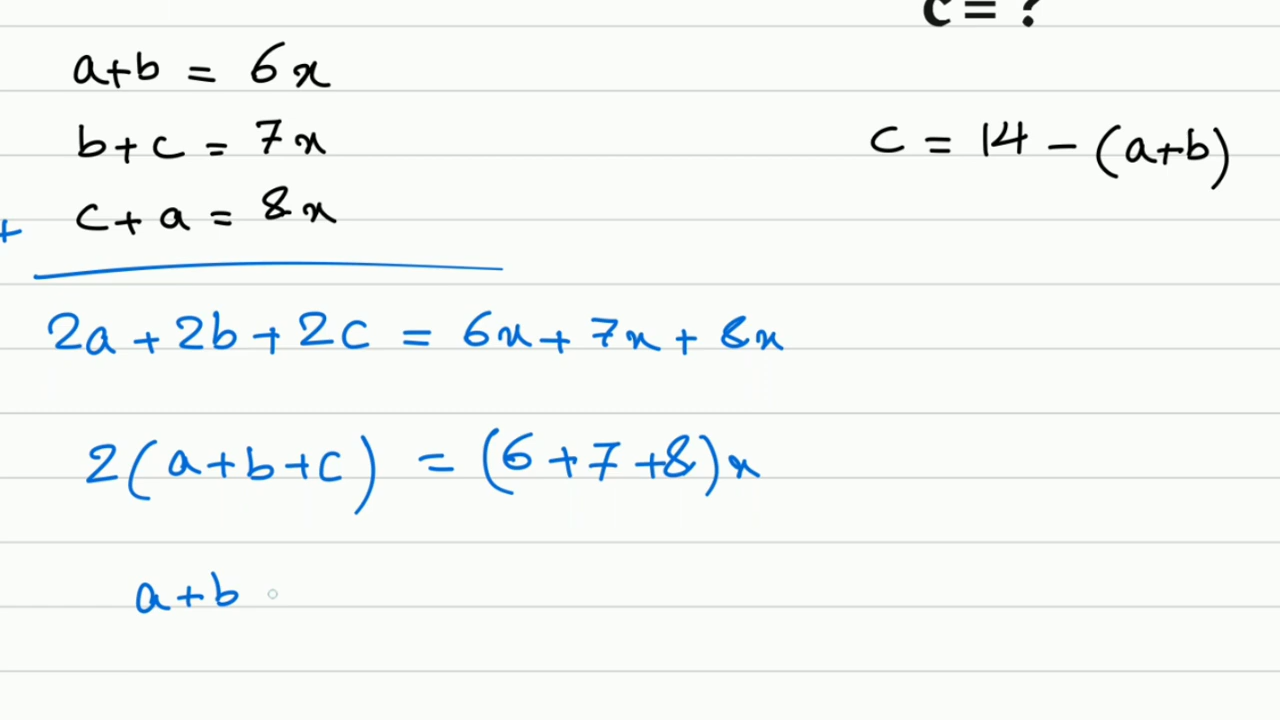 c = ?
a+b = 6x
b+c = 7x
c+a = 8x
c = 14 - (a+b)
+
2a+2b+2c = 6x+7x+8x
2(a+b+c) = (6+7+8)x
a+b